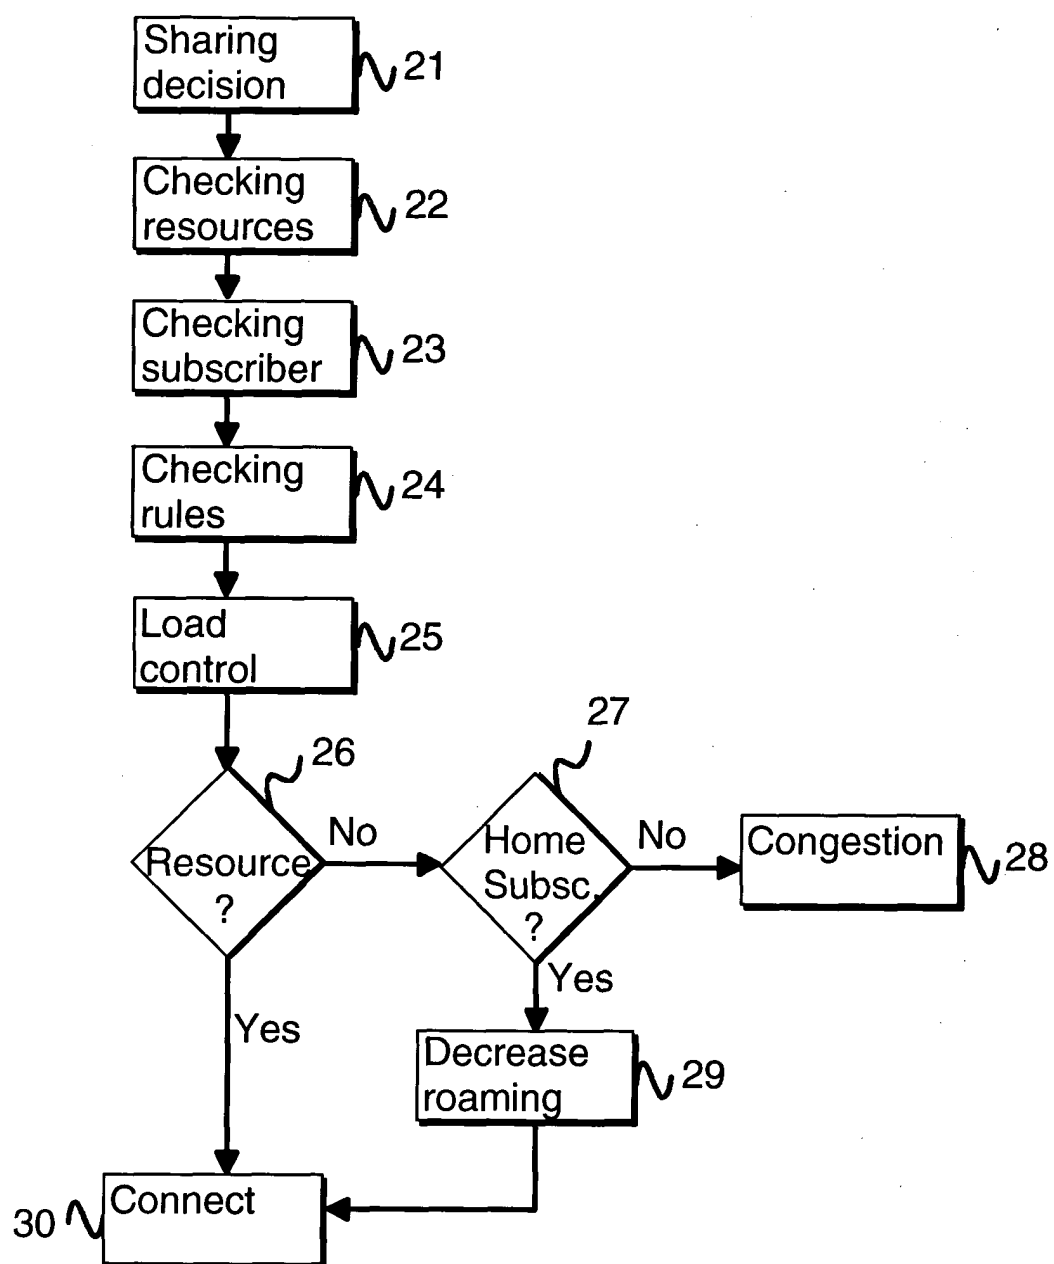 Sharing
decision
21
Checking
resources
22
Checking
subscriber
23
Checking
rules
24
Load
control
25
26
Resource
?
No
27
Home
Subsc.
?
No
Congestion
28
Yes
Yes
Decrease
roaming
29
Connect
30